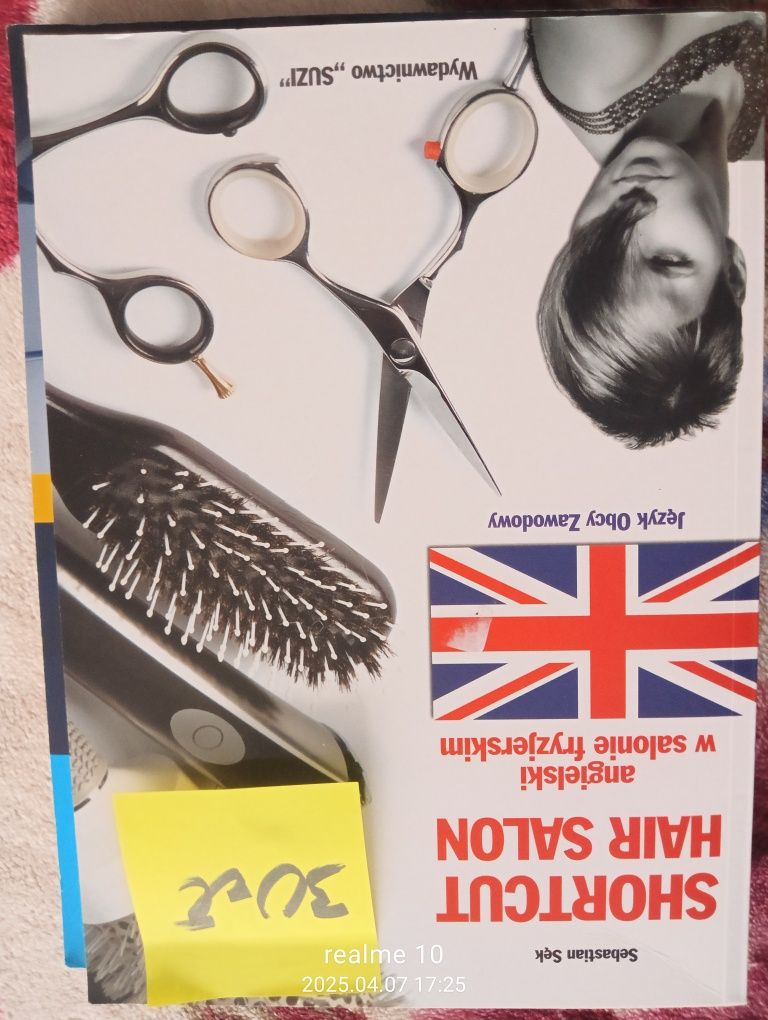 Sebastian Sęk
SHORTCUT
HAIR SALON
angielski
w salonie fryzjerskim
Język Obcy Zawodowy
Wydawnictwo „SUZI”
30 zł
realme 10
2025.04.07 17:25